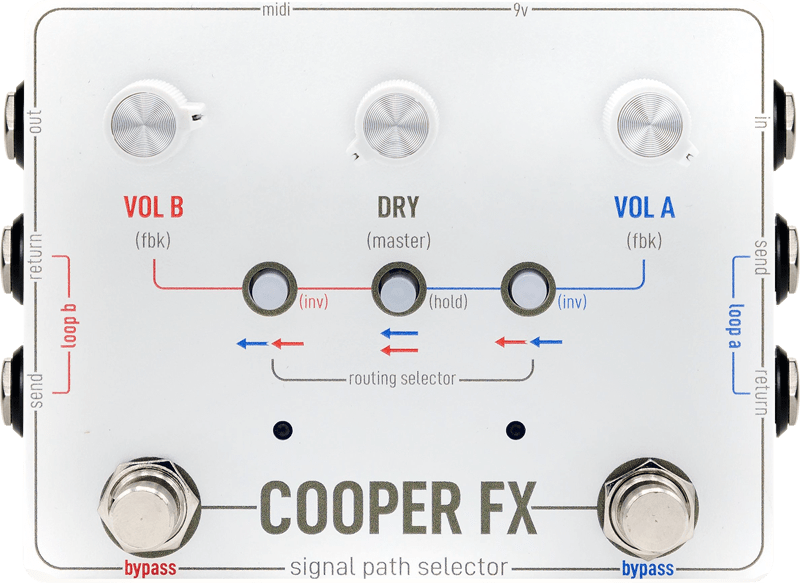 midi
9v
out
in
VOL B
DRY
VOL A
(fbk)
(master)
(fbk)
return
send
(inv)
(hold)
(inv)
loop b
loop a
routing selector
send
return
COOPER FX
bypass
signal path selector
bypass